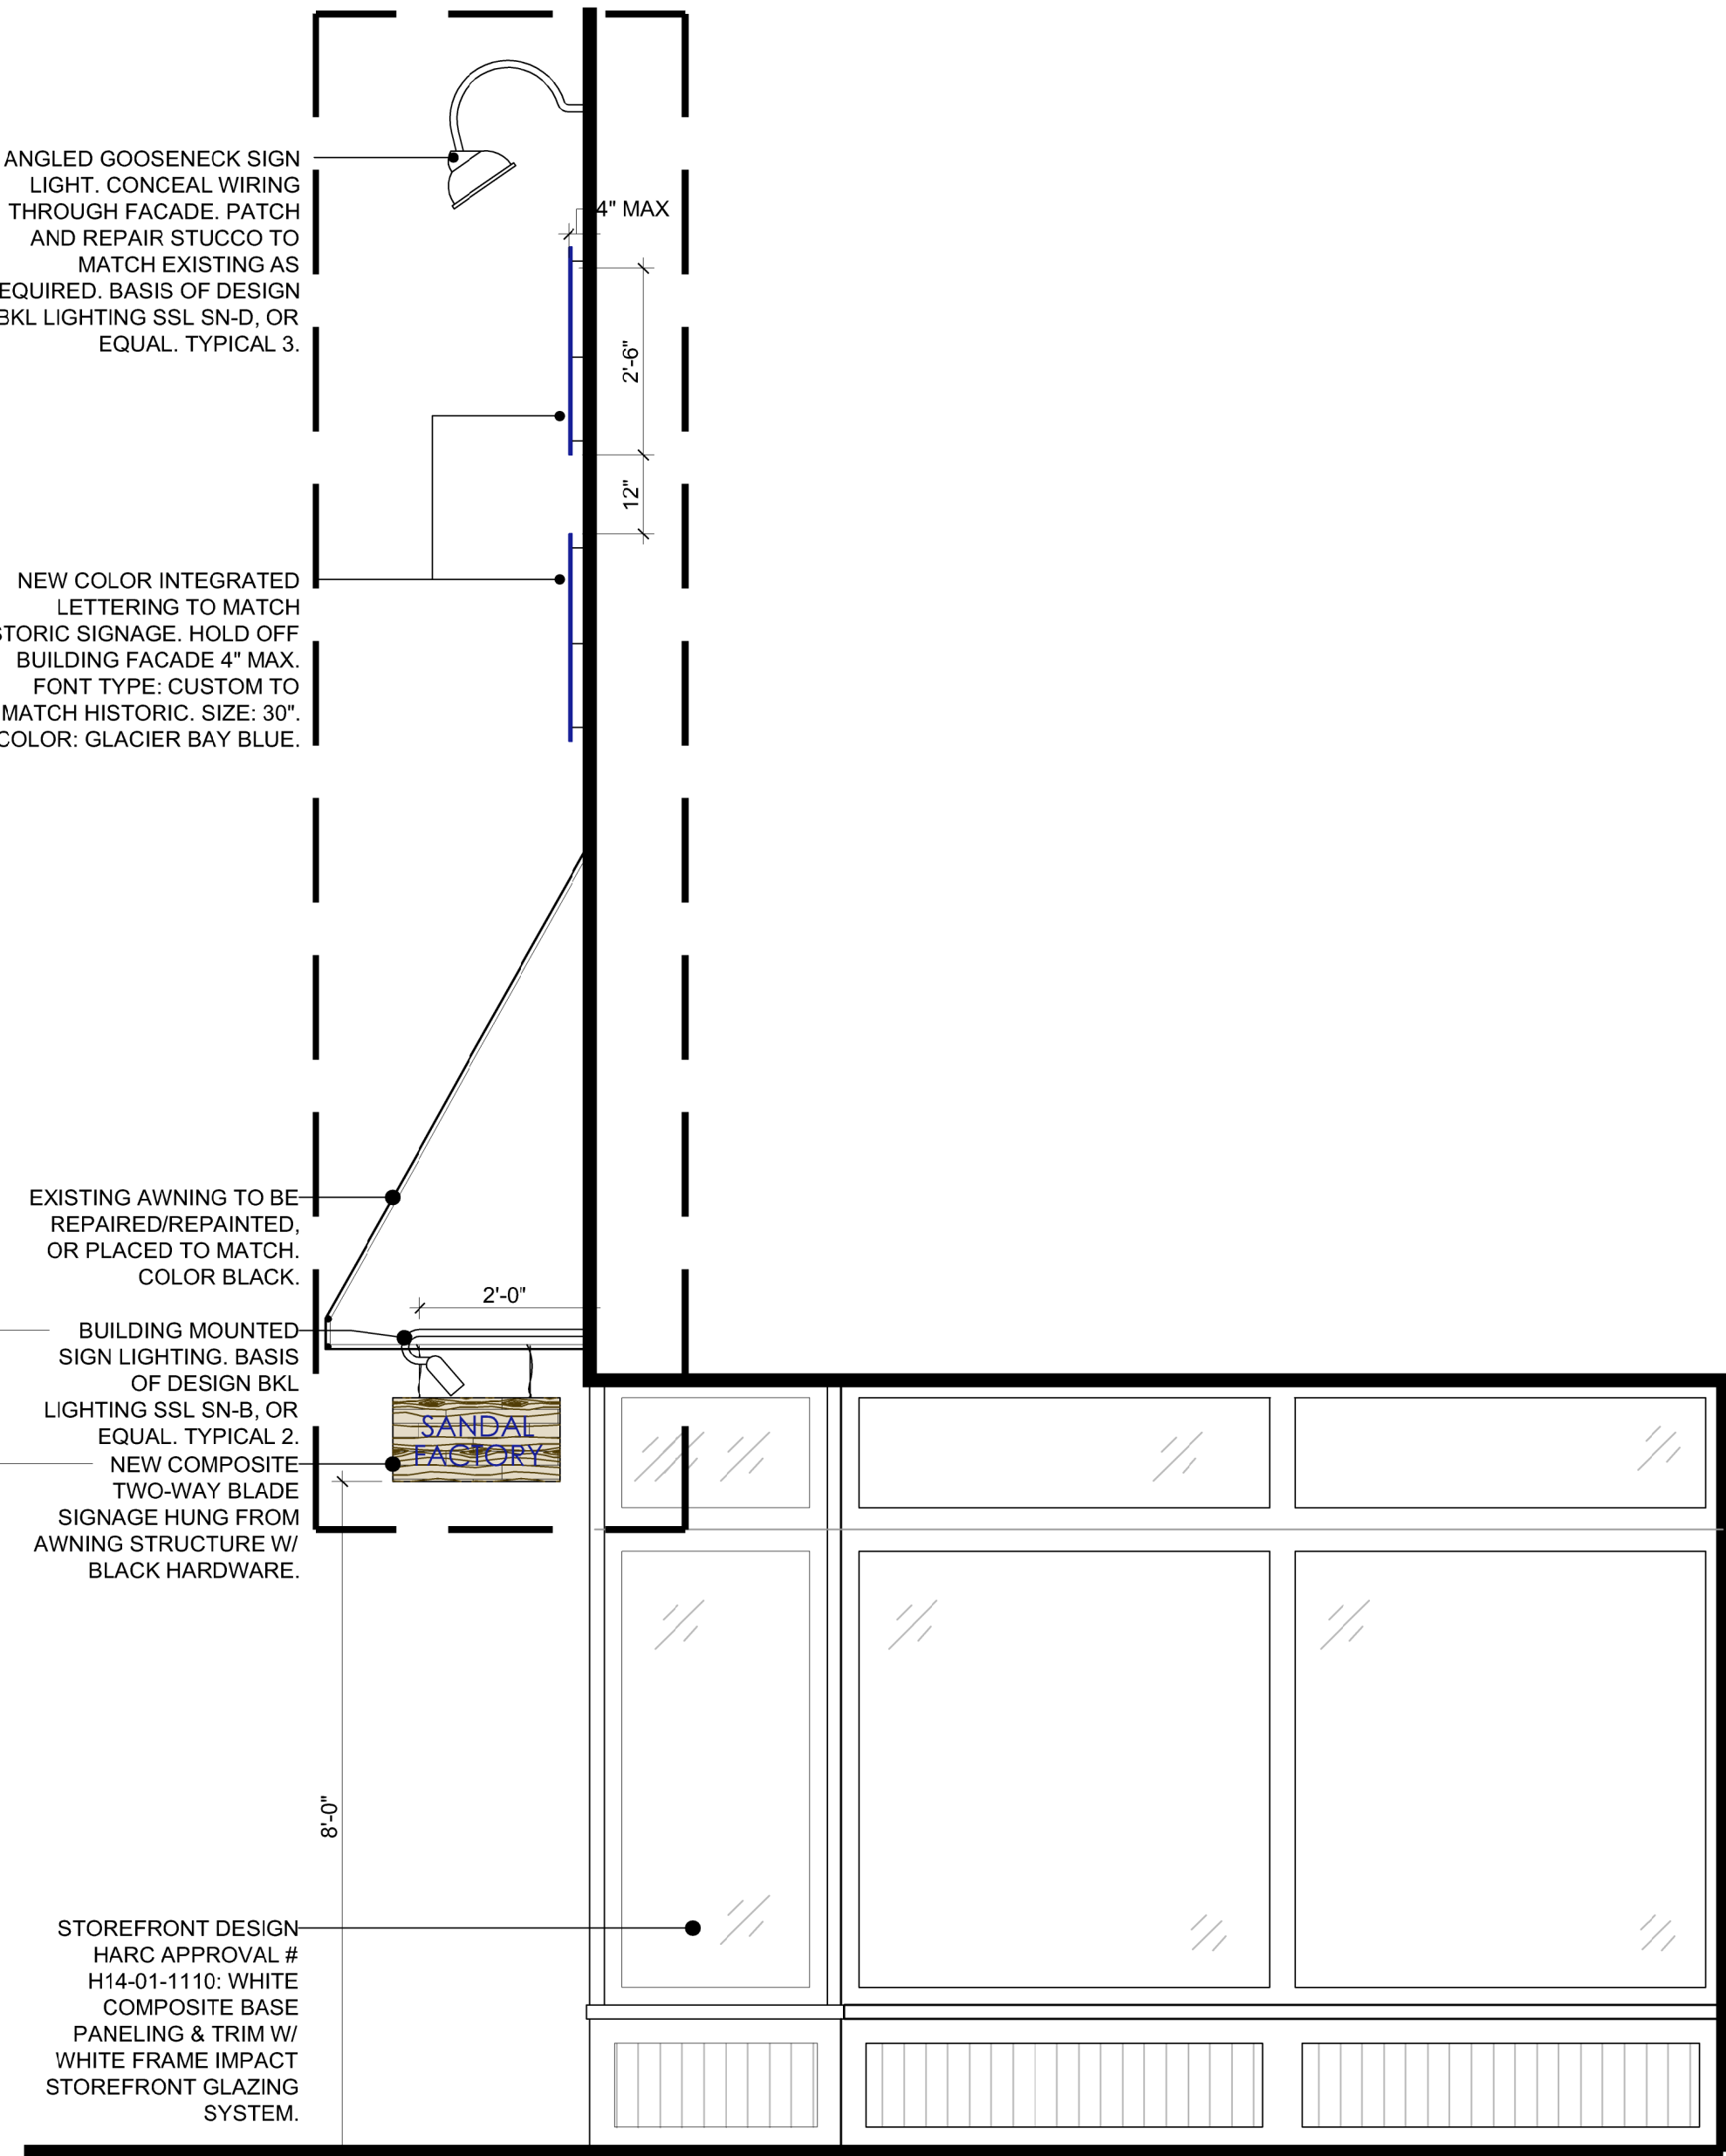 ANGLED GOOSENECK SIGN
LIGHT. CONCEAL WIRING
THROUGH FACADE. PATCH
AND REPAIR STUCCO TO
MATCH EXISTING AS
EQUIRED. BASIS OF DESIGN
BKL LIGHTING SSL SN-D, OR
EQUAL. TYPICAL 3.
4" MAX
2'-6"
12"
NEW COLOR INTEGRATED
LETTERING TO MATCH
STORIC SIGNAGE. HOLD OFF
BUILDING FACADE 4" MAX.
FONT TYPE: CUSTOM TO
MATCH HISTORIC. SIZE: 30".
COLOR: GLACIER BAY BLUE.
EXISTING AWNING TO BE
REPAIRED/REPAINTED,
OR PLACED TO MATCH.
COLOR BLACK.
2'-0"
BUILDING MOUNTED
SIGN LIGHTING. BASIS
OF DESIGN BKL
LIGHTING SSL SN-B, OR
EQUAL. TYPICAL 2.
SANDAL
FACTORY
NEW COMPOSITE
TWO-WAY BLADE
SIGNAGE HUNG FROM
AWNING STRUCTURE W/
BLACK HARDWARE.
8'-0"
STOREFRONT DESIGN
HARC APPROVAL #
H14-01-1110: WHITE
COMPOSITE BASE
PANELING & TRIM W/
WHITE FRAME IMPACT
STOREFRONT GLAZING
SYSTEM.